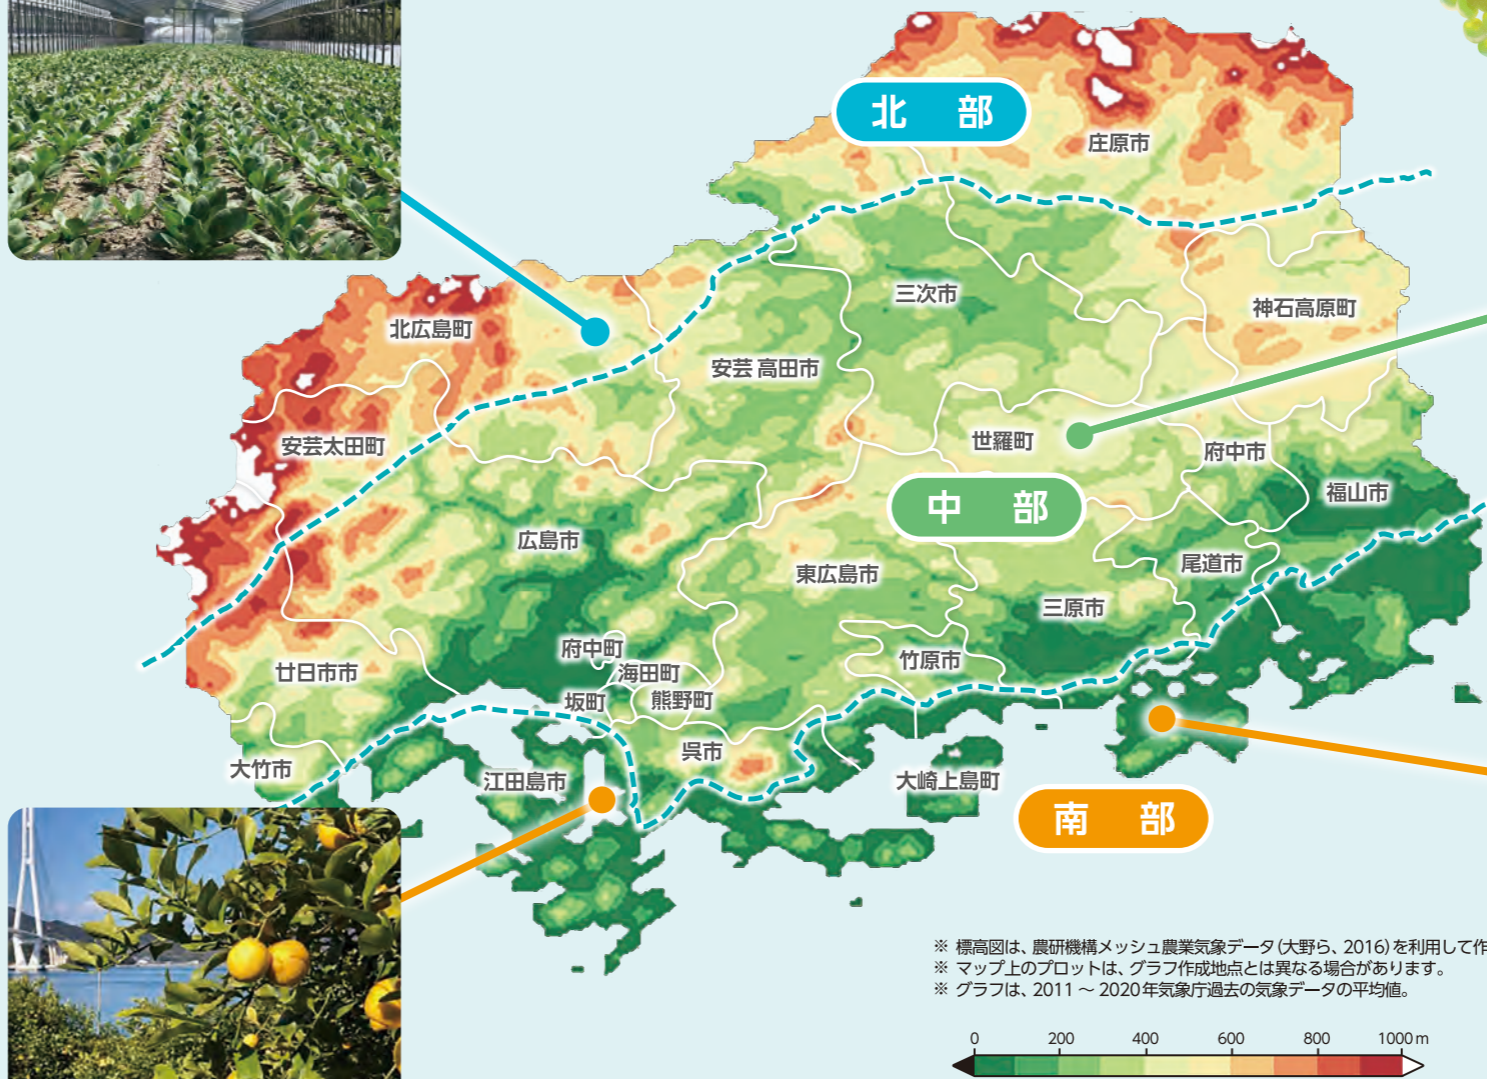 北 部
庄原市
三次市
神石高原町
北広島町
安芸 高田市
世羅町
安芸太田町
府中市
福山市
中 部
広島市
尾道市
東広島市
三原市
府中町
竹原市
海田町
廿日市市
坂町
熊野町
呉市
大竹市
江田島市
大崎上島町
南 部
※ 標高図は、農研機構メッシュ農業気象データ(大野ら、2016)を利用して作
※ マップ上のプロットは、グラフ作成地点とは異なる場合があります。
※ グラフは、2011 ～ 2020年気象庁過去の気象データの平均値。
0 200 400 600 800 1000m